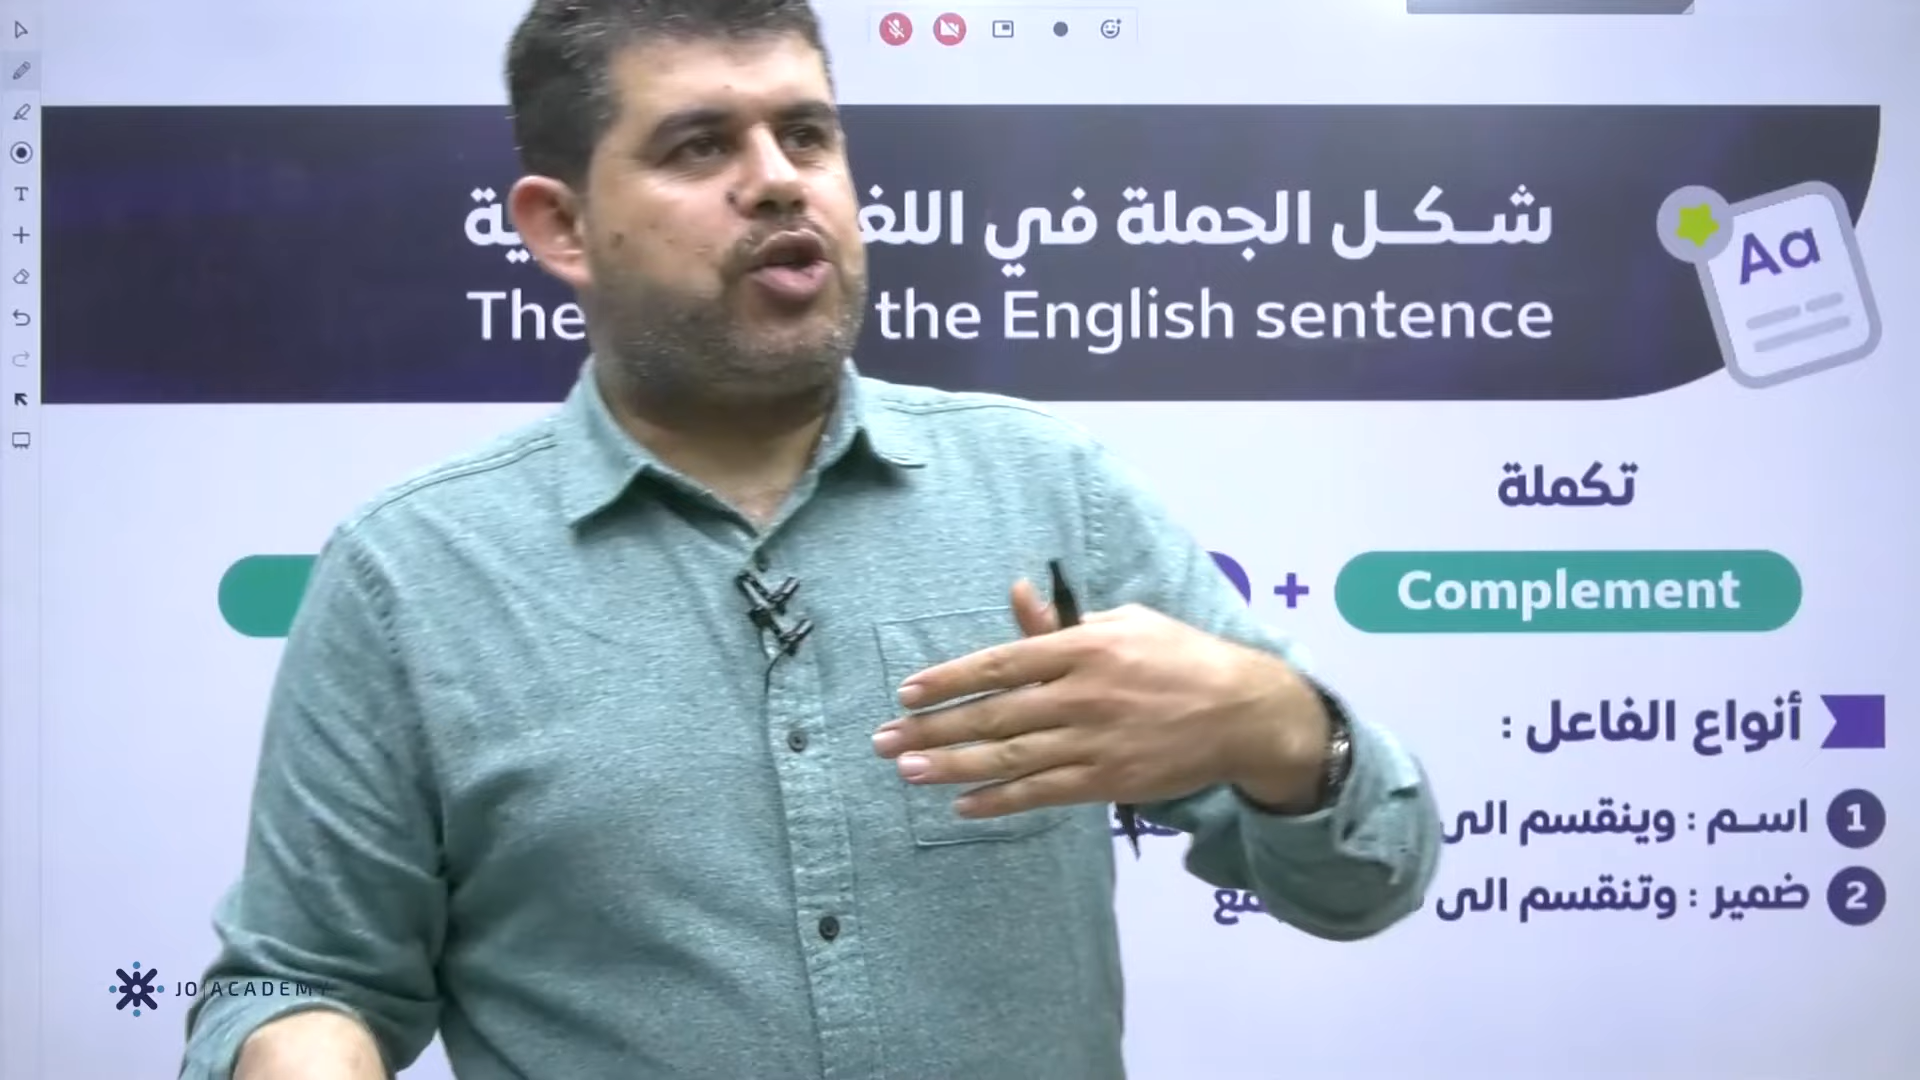 شكل الجملة في
The the English sentence
Aa
تكملة
+ Complement
أنواع الفاعل :
1 اسم : وينقسم الى
2 ضمير : وتنقسم الى
JO ACADEMY
T